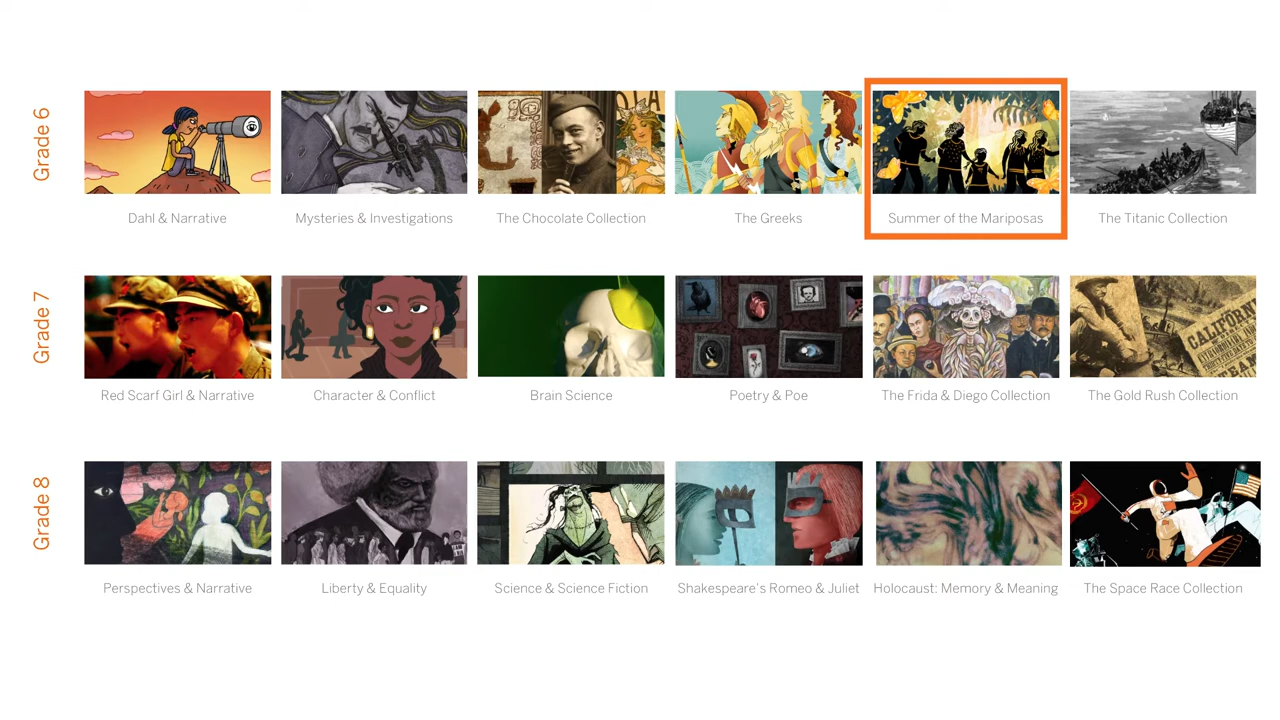 Grade 6
Dahl & Narrative
Mysteries & Investigations
The Chocolate Collection
The Greeks
Summer of the Mariposas
The Titanic Collection
Grade 7
CALIFORN
Red Scarf Girl & Narrative
Character & Conflict
Brain Science
Poetry & Poe
The Frida & Diego Collection
The Gold Rush Collection
Grade 8
Perspectives & Narrative
Liberty & Equality
Science & Science Fiction
Shakespeare's Romeo & Juliet
Holocaust: Memory & Meaning
The Space Race Collection